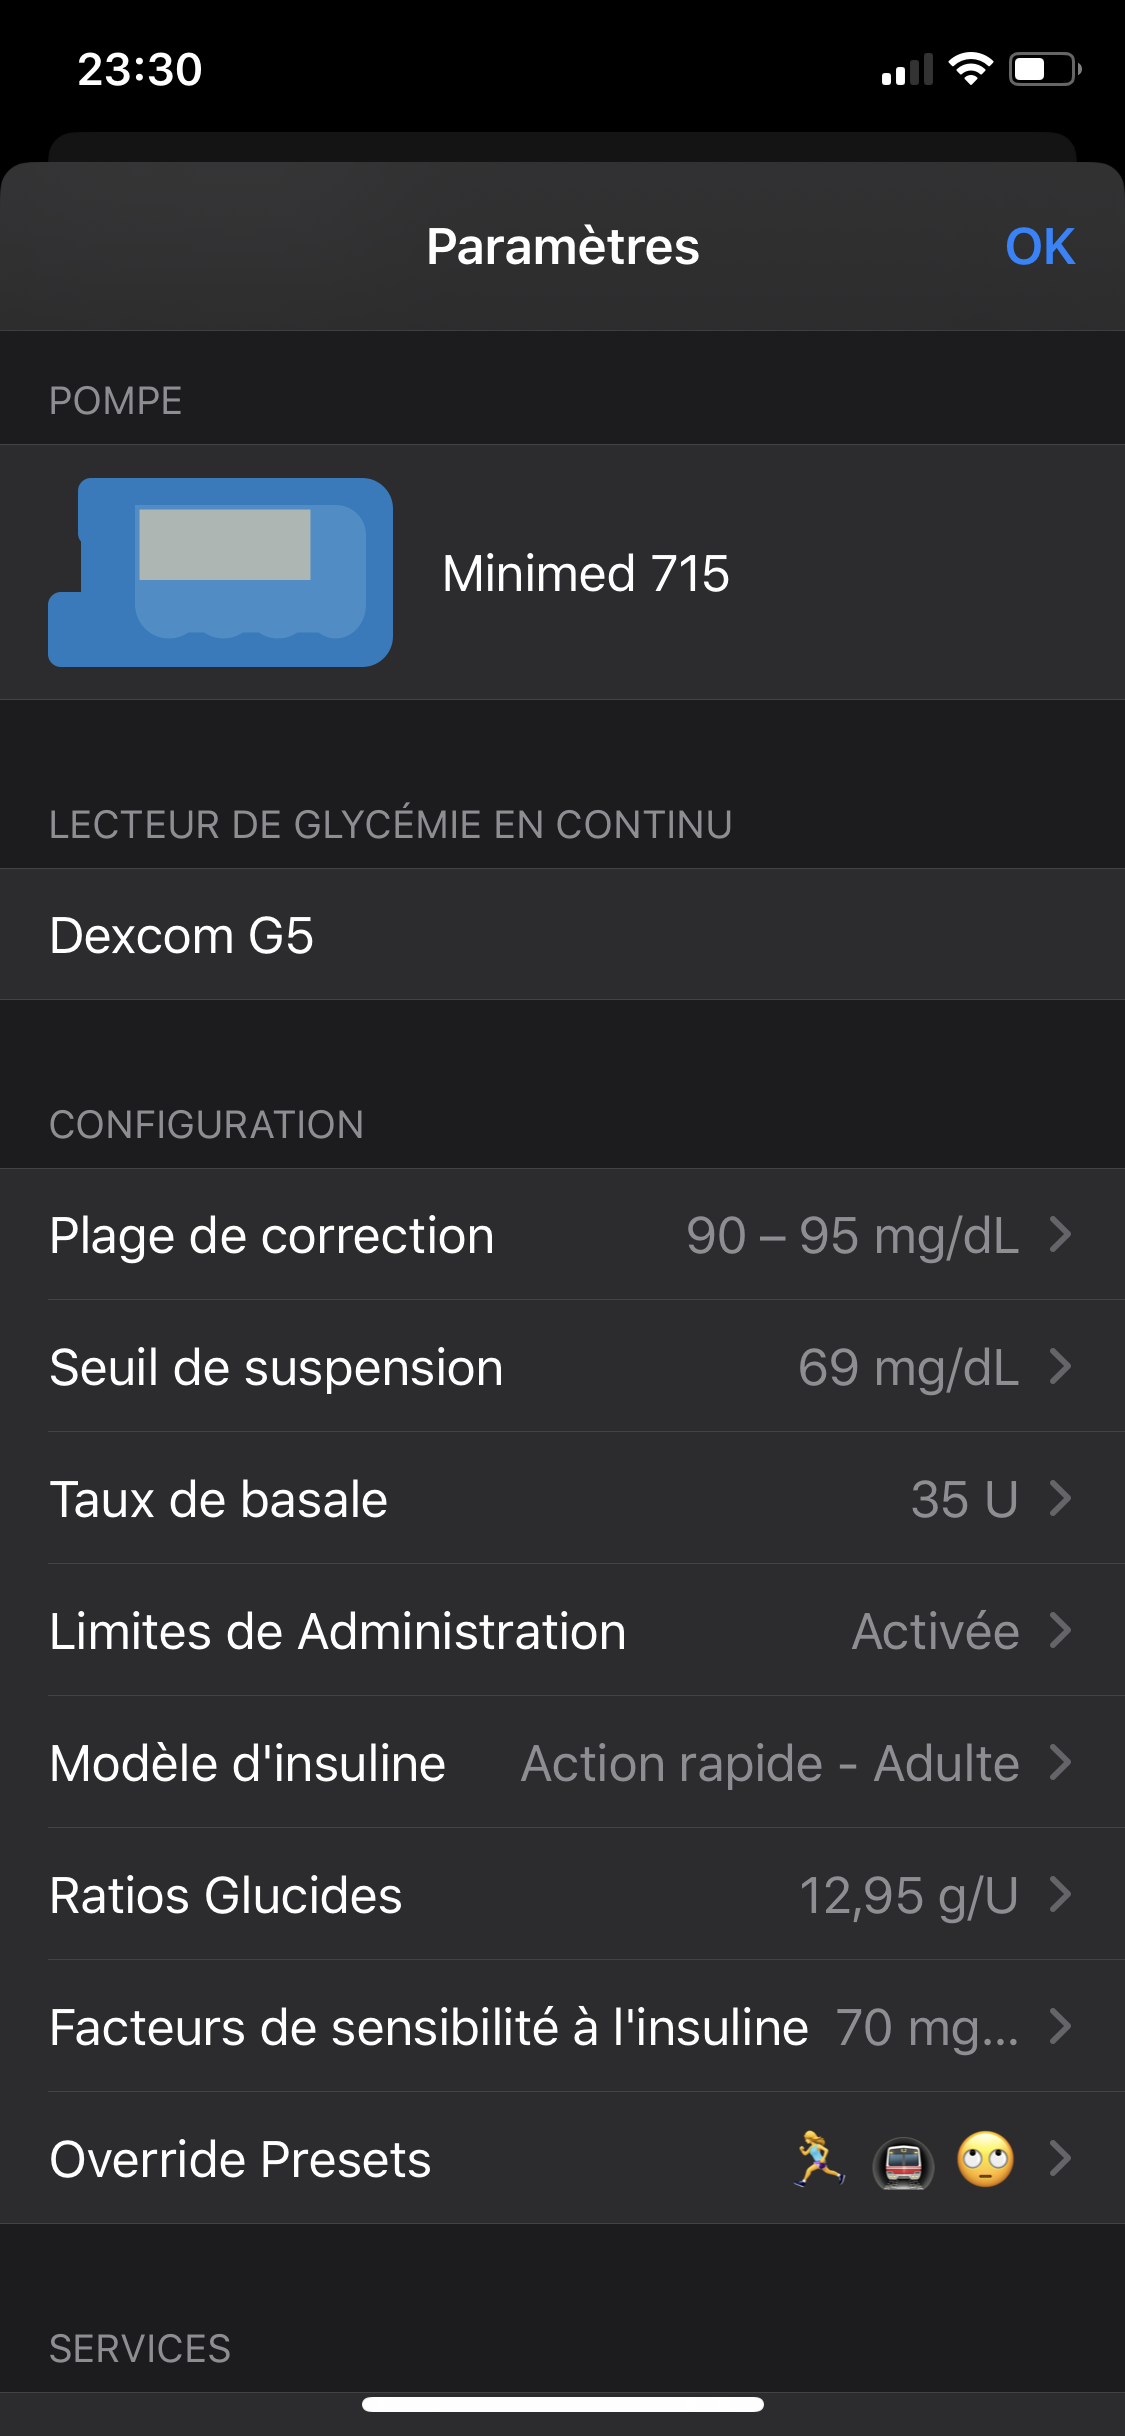 23:30
Paramètres
OK
POMPE
Minimed 715
LECTEUR DE GLYCÉMIE EN CONTINU
Dexcom G5
CONFIGURATION
Plage de correction 90 – 95 mg/dL
Seuil de suspension 69 mg/dL
Taux de basale 35 U
Limites de Administration Activée
Modèle d'insuline Action rapide - Adulte
Ratios Glucides 12,95 g/U
Facteurs de sensibilité à l'insuline 70 mg...
Override Presets 🏃‍♀️ 🚇 🙄
SERVICES